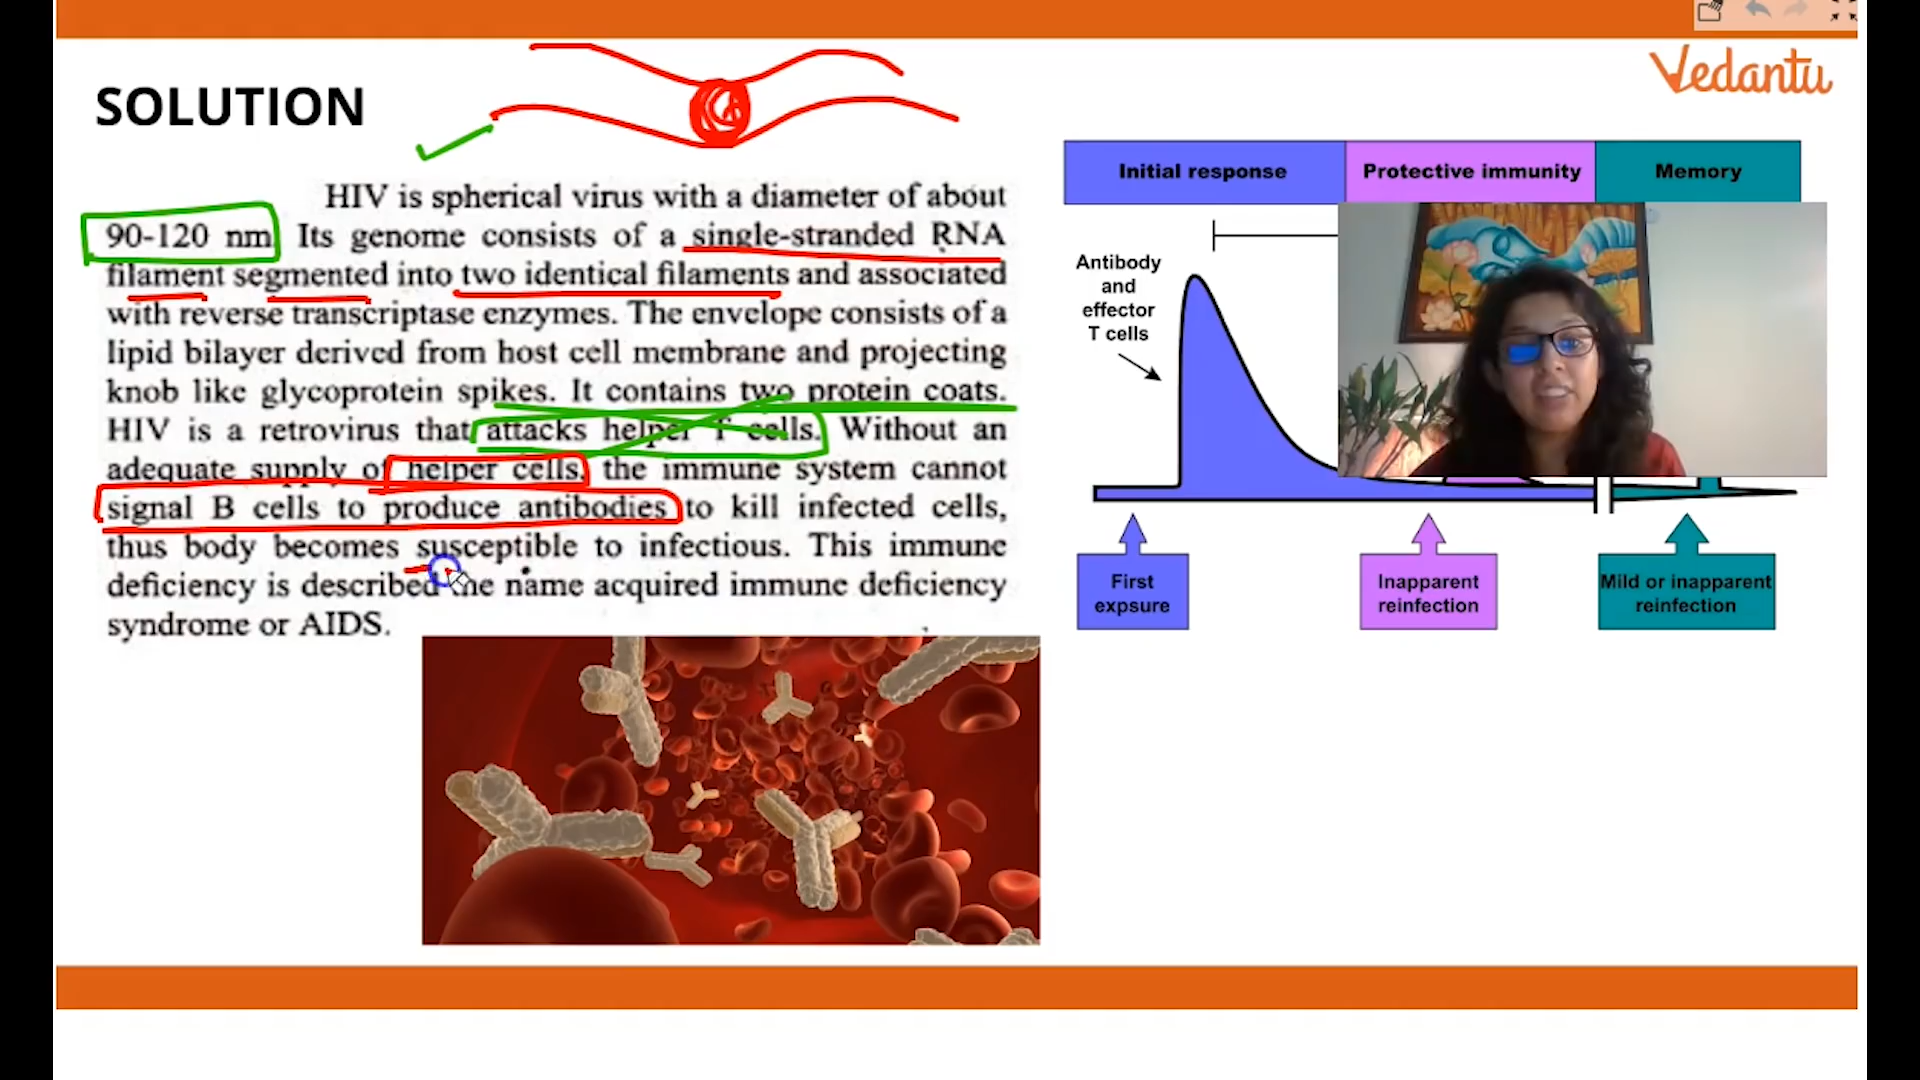 Vedantu
SOLUTION
HIV is spherical virus with a diameter of about
90-120 nm. Its genome consists of a single-stranded RNA
filament segmented into two identical filaments and associated
with reverse transcriptase enzymes. The envelope consists of a
lipid bilayer derived from host cell membrane and projecting
knob like glycoprotein spikes. It contains two protein coats.
HIV is a retrovirus that attacks helper T cells. Without an
adequate supply of helper cells, the immune system cannot
signal B cells to produce antibodies to kill infected cells,
thus body becomes susceptible to infectious. This immune
deficiency is described the name acquired immune deficiency
syndrome or AIDS.
Initial response
Protective immunity
Memory
Antibody
and
effector
T cells
First
expsure
Inapparent
reinfection
Mild or inapparent
reinfection